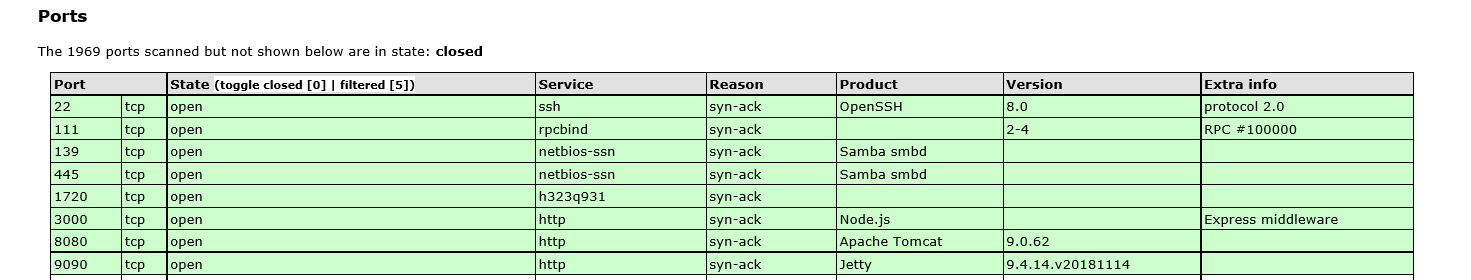 Ports
The 1969 ports scanned but not shown below are in state: closed
Port State (toggle closed [0] | filtered [5]) Service Reason Product Version Extra info
22 tcp open ssh syn-ack OpenSSH 8.0 protocol 2.0
111 tcp open rpcbind syn-ack 2-4 RPC #100000
139 tcp open netbios-ssn syn-ack Samba smbd
445 tcp open netbios-ssn syn-ack Samba smbd
1720 tcp open h323q931 syn-ack
3000 tcp open http syn-ack Node.js Express middleware
8080 tcp open http syn-ack Apache Tomcat 9.0.62
9090 tcp open http syn-ack Jetty 9.4.14.v20181114